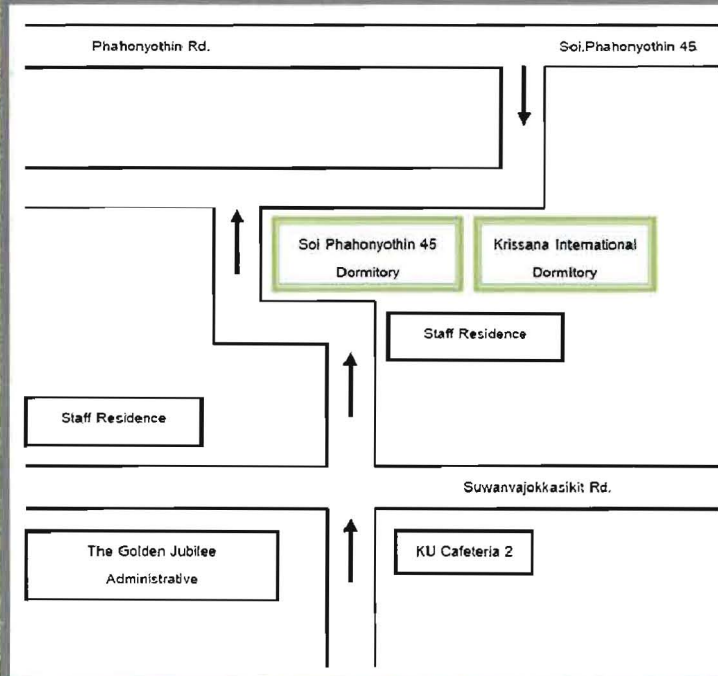 Phahonyothin Rd.
Soi.Phahonyothin 45
Soi Phahonyothin 45
Dormitory
Krissana International
Dormitory
Staff Residence
Staff Residence
Suwanvajokkasikit Rd.
The Golden Jubilee
Administrative
KU Cafeteria 2